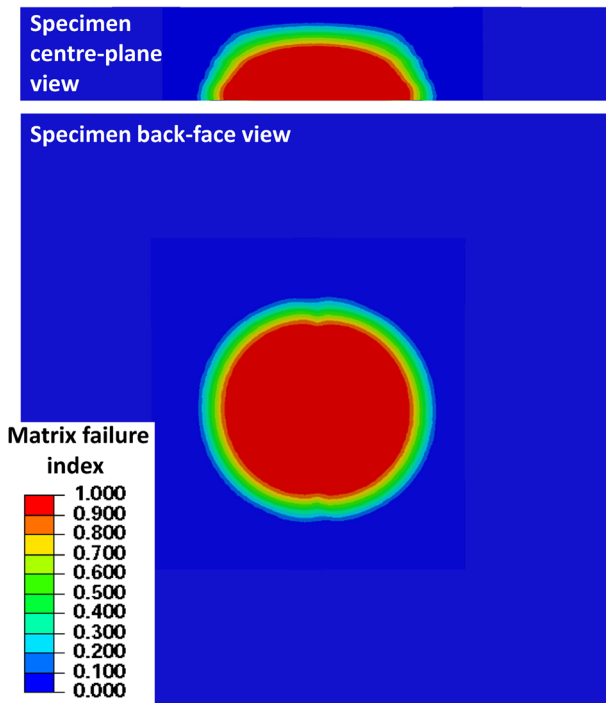 Specimen
centre-plane
view
Specimen back-face view
Matrix failure
index
1.000
0.900
0.800
0.700
0.600
0.500
0.400
0.300
0.200
0.100
0.000